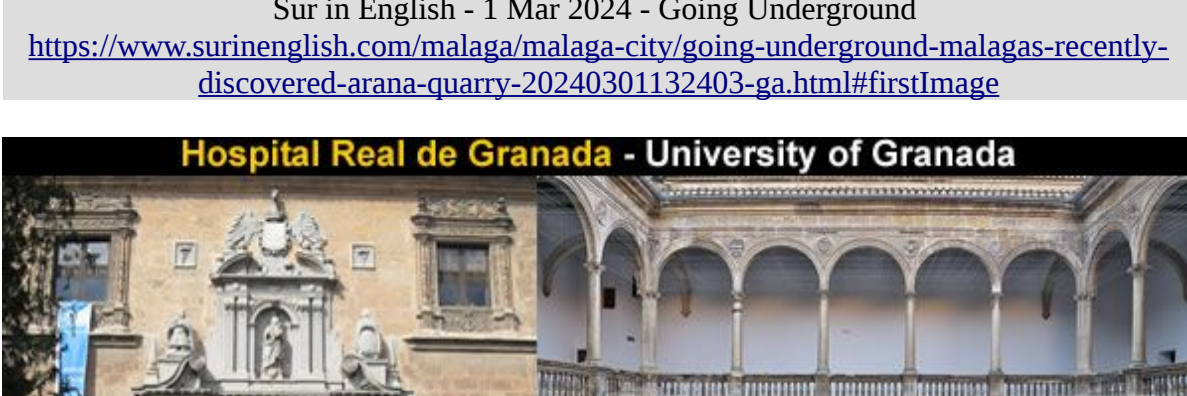 Sur in English - 1 Mar 2024 - Going Underground
https://www.surinenglish.com/malaga/malaga-city/going-underground-malagas-recently-
discovered-arana-quarry-20240301132403-ga.html#firstImage
Hospital Real de Granada - University of Granada